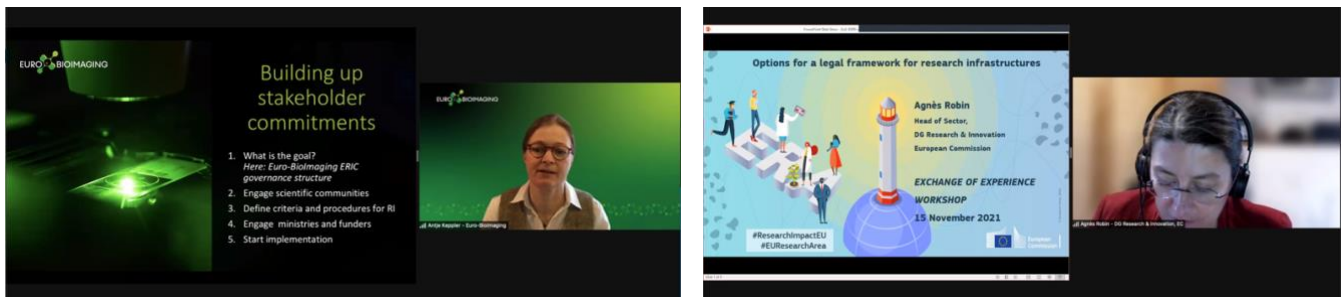 EURO BIOIMAGING
Building up
stakeholder
commitments
1. What is the goal?
Here: Euro-BioImaging ERIC
governance structure
2. Engage scientific communities
3. Define criteria and procedures for RI
4. Engage ministries and funders
5. Start implementation
EURO BIOIMAGING
Antje Keppler - Euro-BioImaging
Options for a legal framework for research infrastructures
Agnès Robin
Head of Sector,
DG Research & Innovation
European Commission
EXCHANGE OF EXPERIENCE
WORKSHOP
15 November 2021
#ResearchImpactEU
#EUResearchArea
European
Commission
Agnès Robin - DG Research & Innovation, EC